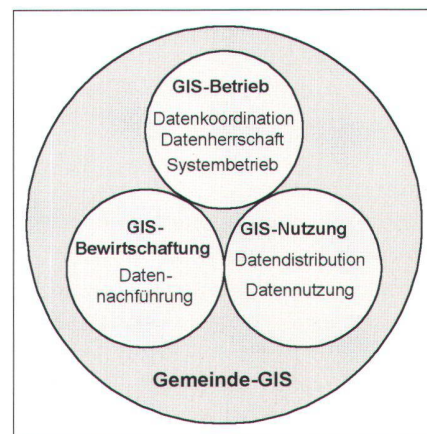 GIS-Betrieb
Datenkoordination
Datenherrschaft
Systembetrieb
GIS-
Bewirtschaftung
Daten-
nachführung
GIS-Nutzung
Datendistribution
Datennutzung
Gemeinde-GIS